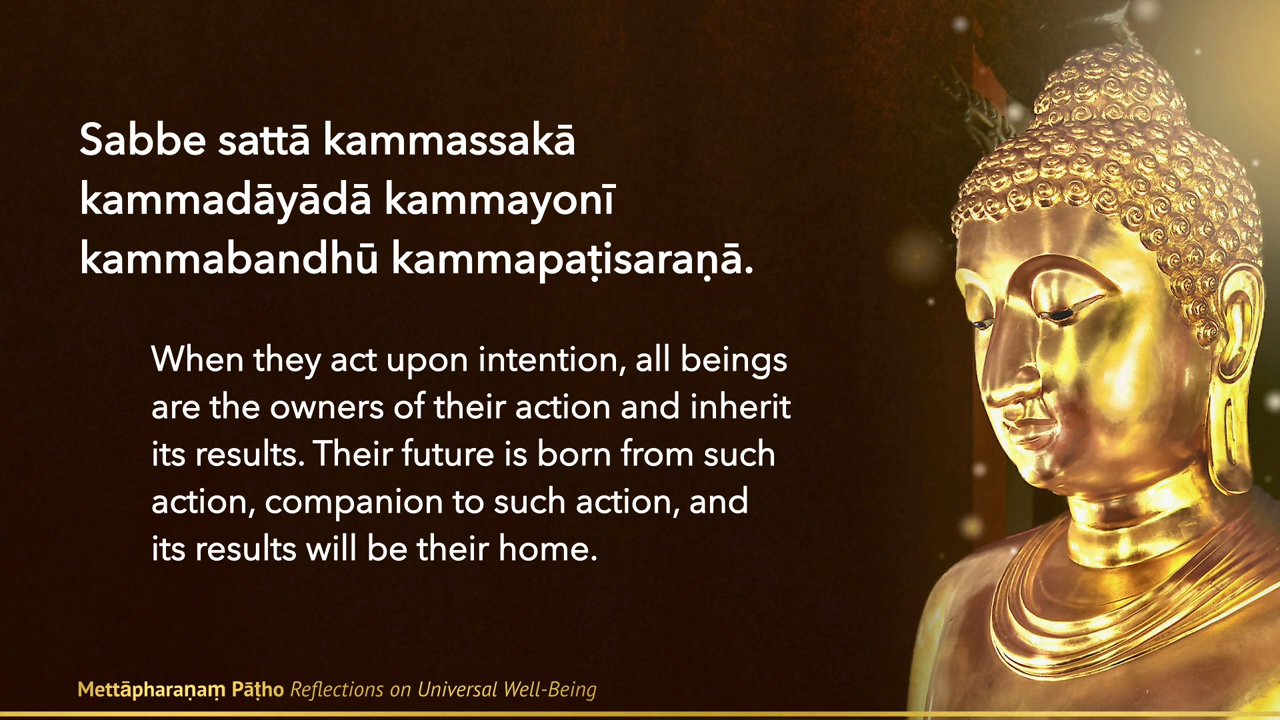 Sabbe sattā kammassakā
kammadāyādā kammayonī
kammabandhū kammapaṭisaraṇā.
When they act upon intention, all beings
are the owners of their action and inherit
its results. Their future is born from such
action, companion to such action, and
its results will be their home.
Mettāpharaṇaṃ Pāṭho Reflections on Universal Well-Being